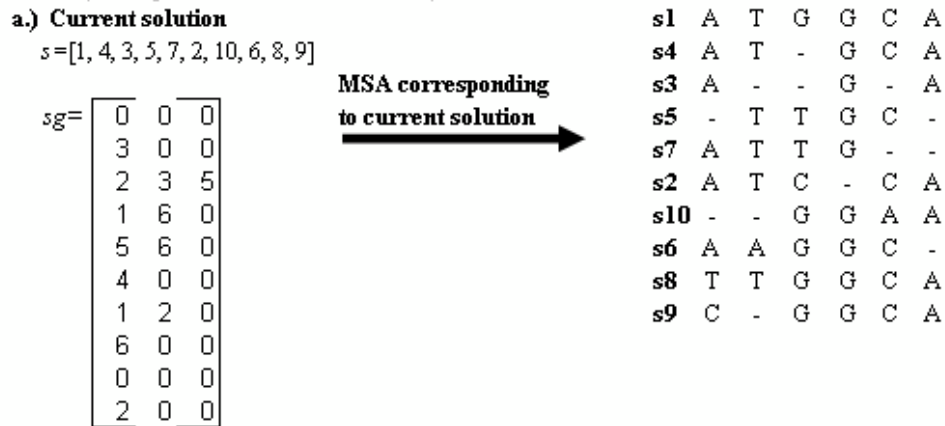 a.) Current solution
s=[1, 4, 3, 5, 7, 2, 10, 6, 8, 9]
sg=
0 0 0
3 0 0
2 3 5
1 6 0
5 6 0
4 0 0
1 2 0
6 0 0
0 0 0
2 0 0
MSA corresponding
to current solution
s1 A T G G C A
s4 A T - G C A
s3 A - - G - A
s5 - T T G C -
s7 A T T G - -
s2 A T C - C A
s10 - - G G A A
s6 A A G G C -
s8 T T G G C A
s9 C - G G C A